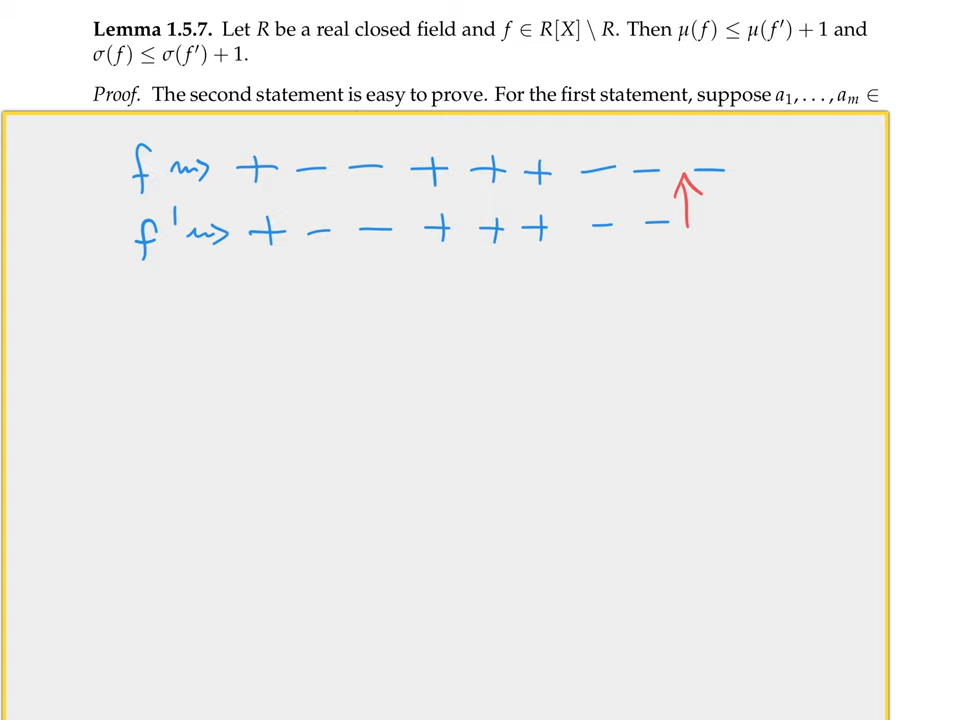 Lemma 1.5.7. Let R be a real closed field and f ∈ R[X] \ R. Then μ(f) ≤ μ(f′) + 1 and
σ(f) ≤ σ(f′) + 1.
Proof. The second statement is easy to prove. For the first statement, suppose a₁, . . . , aₘ ∈
f ⇝ + − − + + + − − −
f′ ⇝ + − − + + + − −